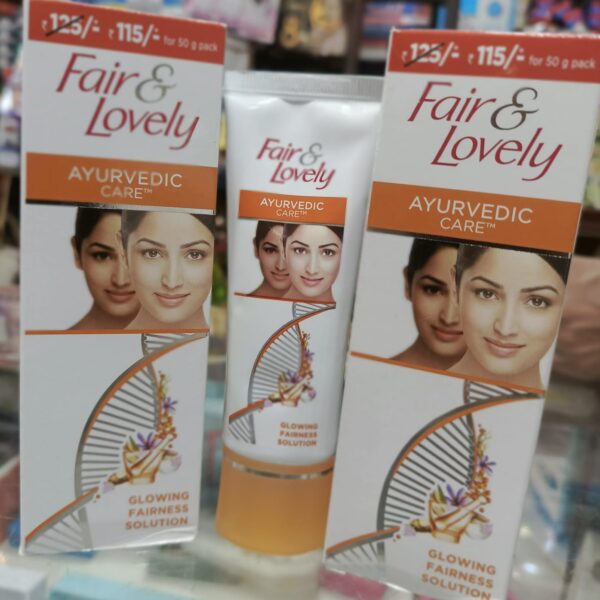 ₹125/- ₹115/- for 50 g pack
Fair &
Lovely
AYURVEDIC
CARE™
GLOWING
FAIRNESS
SOLUTION
Fair &
Lovely
AYURVEDIC
CARE™
GLOWING
FAIRNESS
SOLUTION
₹125/- ₹115/- for 50 g pack
Fair &
Lovely
AYURVEDIC
CARE™
GLOWING
FAIRNESS
SOLUTION